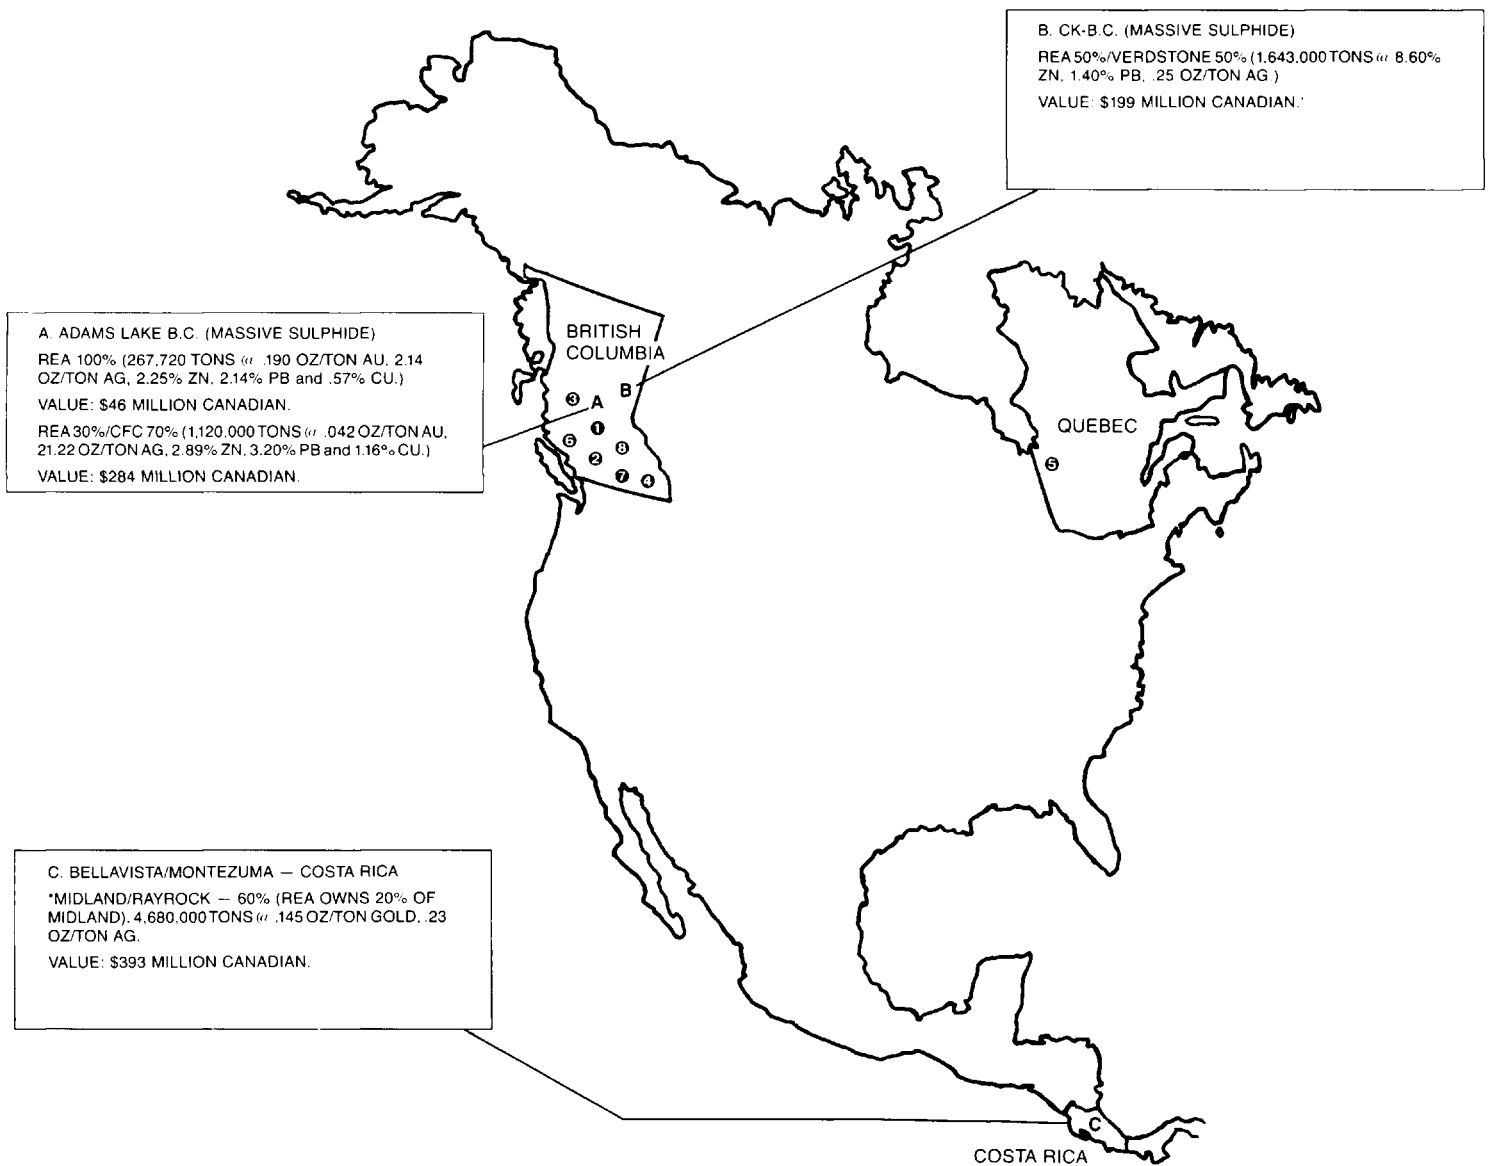 B. CK-B.C. (MASSIVE SULPHIDE)
REA 50%/VERDSTONE 50% (1.643.000 TONS @ 8.60%
ZN, 1.40% PB, .25 OZ/TON AG.)
VALUE: $199 MILLION CANADIAN.'
A. ADAMS LAKE B.C. (MASSIVE SULPHIDE)
REA 100% (267,720 TONS @ .190 OZ/TON AU, 2.14
OZ/TON AG, 2.25% ZN, 2.14% PB and .57% CU.)
VALUE: $46 MILLION CANADIAN.
REA 30%/CFC 70% (1,120.000 TONS @ .042 OZ/TON AU,
21.22 OZ/TON AG, 2.89% ZN, 3.20% PB and 1.16% CU.)
VALUE: $284 MILLION CANADIAN.
BRITISH
COLUMBIA
B
3
A
1
6
8
2
7
4
QUEBEC
5
C. BELLAVISTA/MONTEZUMA — COSTA RICA
*MIDLAND/RAYROCK — 60% (REA OWNS 20% OF
MIDLAND). 4,680.000 TONS @ .145 OZ/TON GOLD, .23
OZ/TON AG.
VALUE: $393 MILLION CANADIAN.
C
COSTA RICA